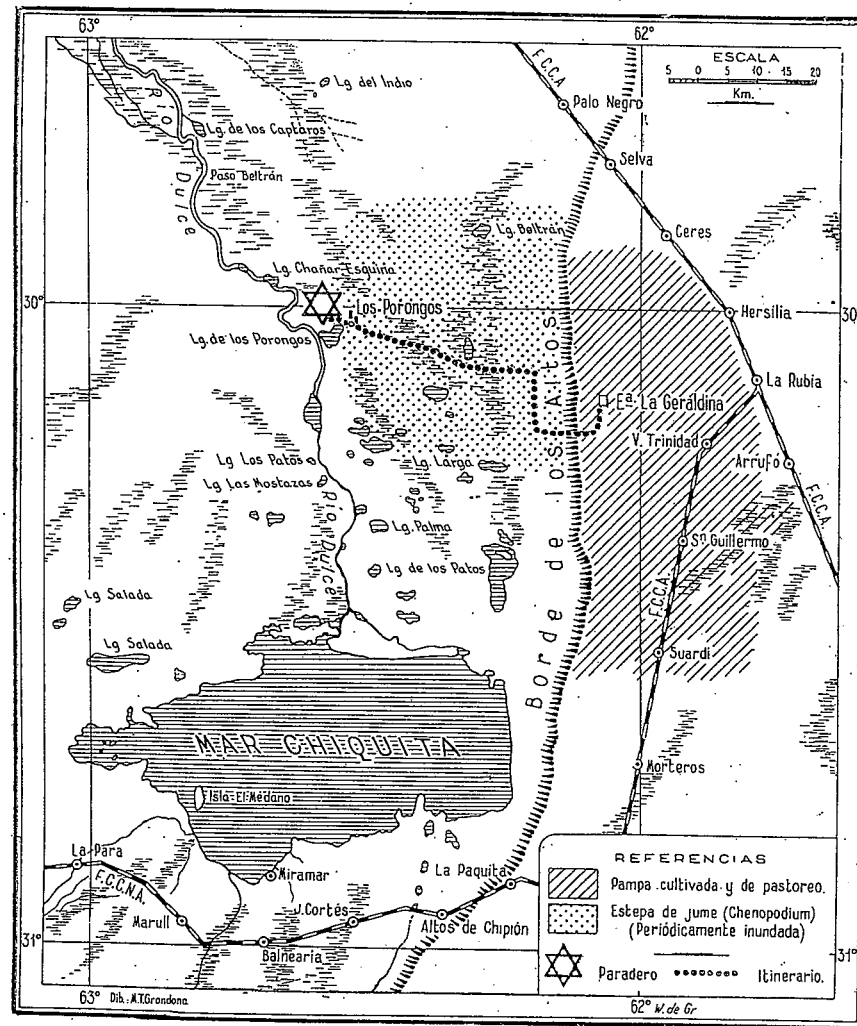 63°
62°
ESCALA
5 0 5 10 15 20
Km.
F.C.C.A
Palo Negro
Lg del Indio
Río Dulce
Lg. de los Captaros
Selva
Paso Beltrán
Ceres
Lg. Beltrán
Lg. Chañar Esquina
30°
30
Los Porongos
Hersilia
Lg. de los Porongos
La Rubia
Eª. La Geraldina
V. Trinidad
Arrufó
F.C.C.A.
Lg Los Patos
Lg. Larga
Lg Las Mostazas
Río Dulce
Lg. Palma
Sn. Guillermo
Lg de los Patos
F.C.C.A.
Borde de los Altos
Lg Salada
Lg Salada
Suardi
MAR CHIQUITA
Morteros
Isla El Médano
La Para
F.C.C.N.A.
Miramar
La Paquita
Marull
J. Cortés
Altos de Chipión
Balnearia
31°
31°
REFERENCIAS
Pampa cultivada y de pastoreo.
Estepa de jume (Chenopodium)
(Periódicamente inundada)
Paradero
Itinerario.
63°
Dib.: M.T.Grondona
62° W. de Gr